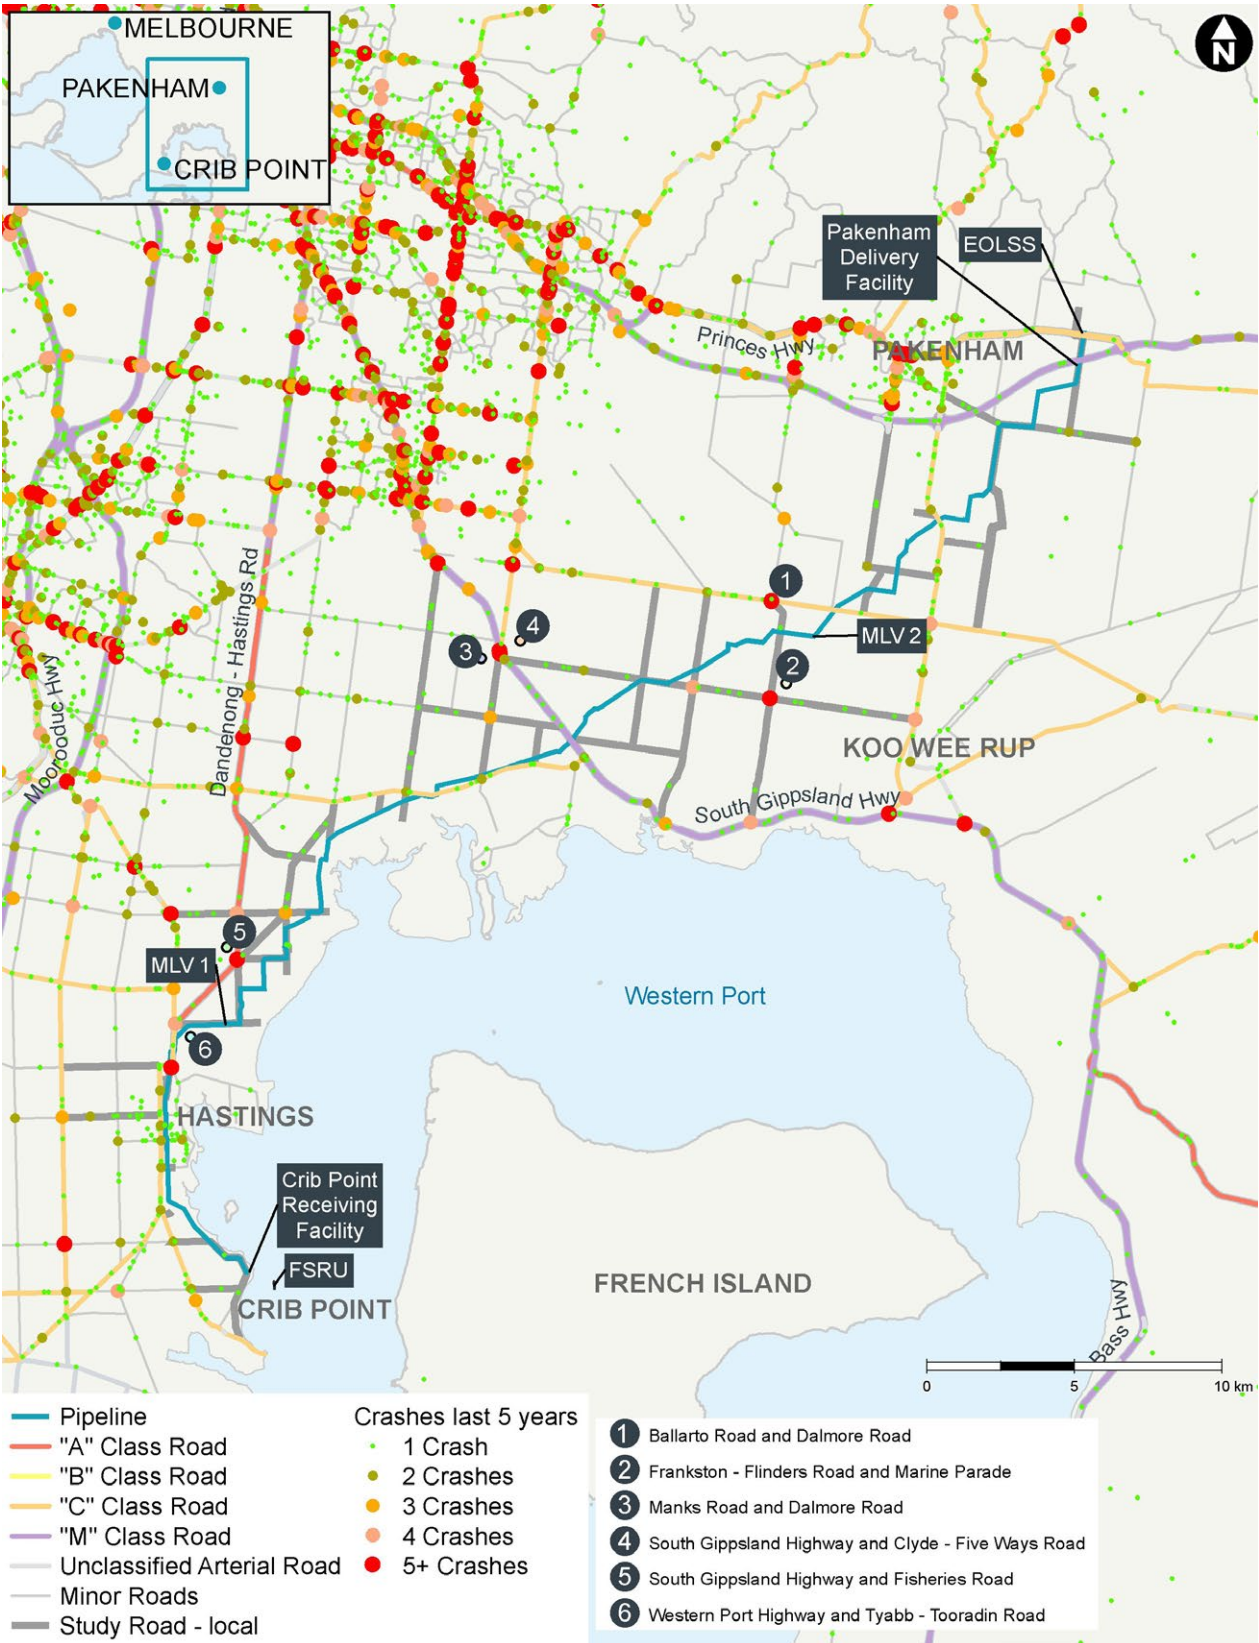 MELBOURNE
PAKENHAM
CRIB POINT
N
Pakenham
Delivery
Facility
EOLSS
Princes Hwy
PAKENHAM
Dandenong - Hastings Rd
Moorooduc Hwy
1
4
3
MLV 2
2
KOO WEE RUP
South Gippsland Hwy
5
MLV 1
Western Port
6
HASTINGS
Crib Point
Receiving
Facility
FSRU
FRENCH ISLAND
CRIB POINT
Bass Hwy
0 5 10 km
Pipeline
"A" Class Road
"B" Class Road
"C" Class Road
"M" Class Road
Unclassified Arterial Road
Minor Roads
Study Road - local
Crashes last 5 years
1 Crash
2 Crashes
3 Crashes
4 Crashes
5+ Crashes
1 Ballarto Road and Dalmore Road
2 Frankston - Flinders Road and Marine Parade
3 Manks Road and Dalmore Road
4 South Gippsland Highway and Clyde - Five Ways Road
5 South Gippsland Highway and Fisheries Road
6 Western Port Highway and Tyabb - Tooradin Road